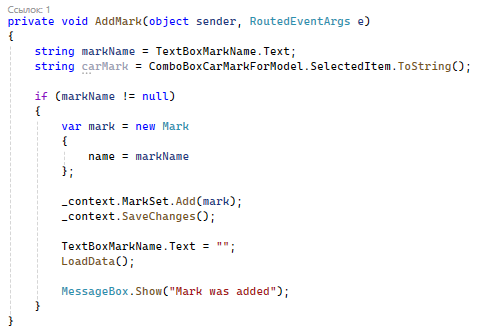 Ссылок: 1
private void AddMark(object sender, RoutedEventArgs e)
{
    string markName = TextBoxMarkName.Text;
    string carMark = ComboBoxCarMarkForModel.SelectedItem.ToString();

    if (markName != null)
    {
        var mark = new Mark
        {
            name = markName
        };

        _context.MarkSet.Add(mark);
        _context.SaveChanges();

        TextBoxMarkName.Text = "";
        LoadData();

        MessageBox.Show("Mark was added");
    }
}